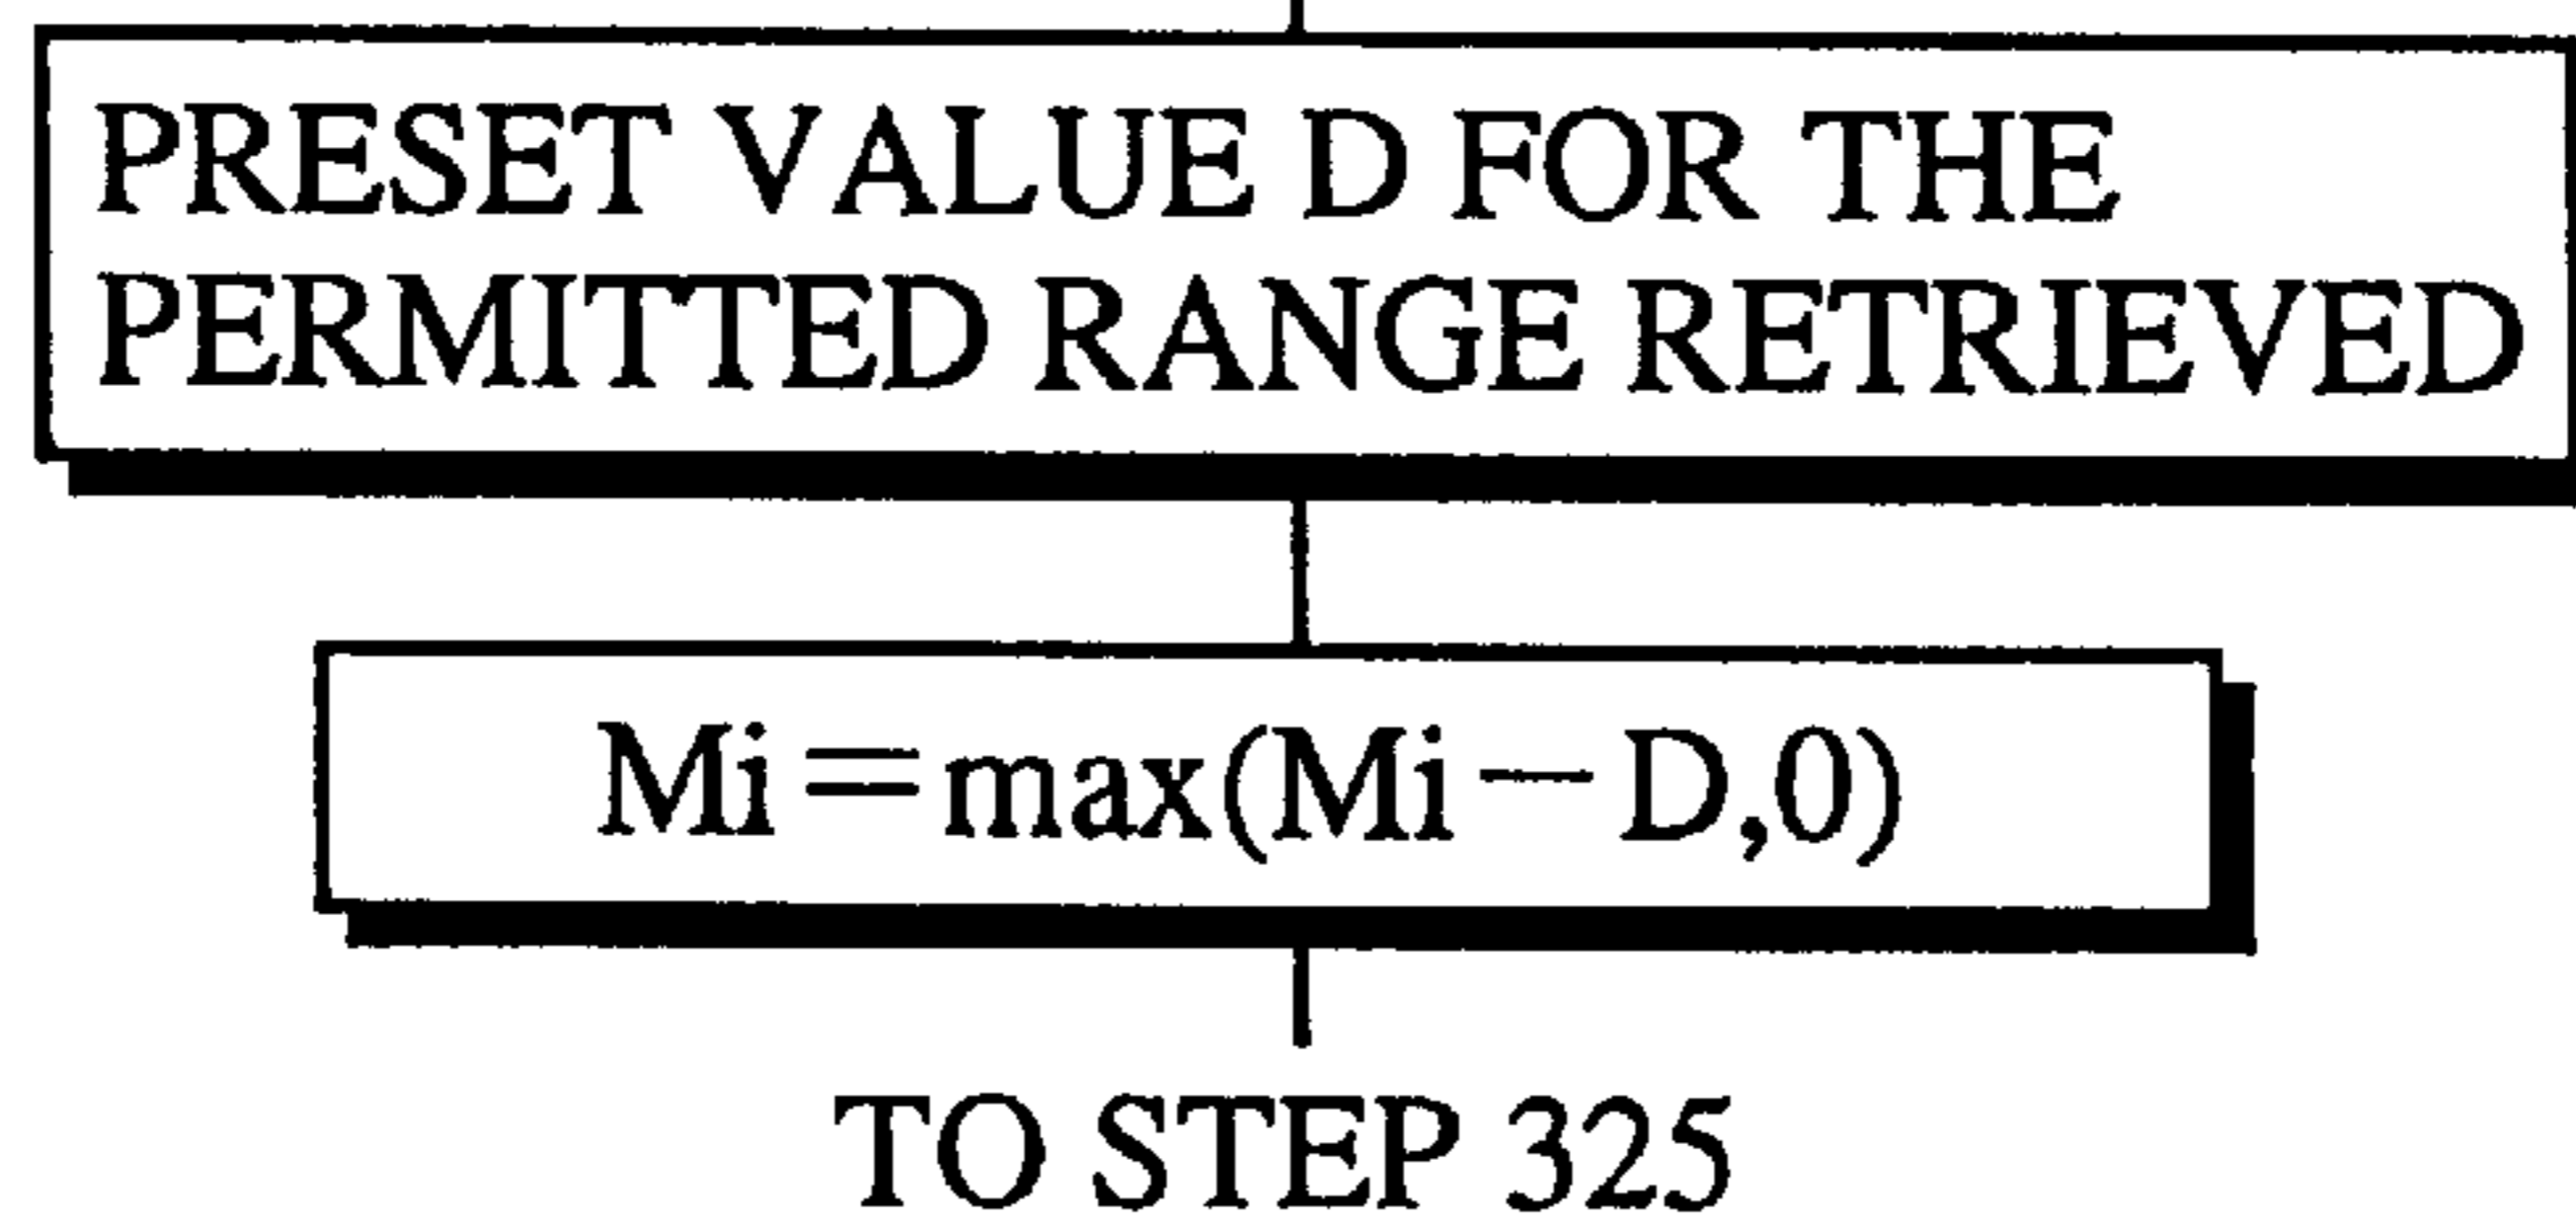 PRESET VALUE D FOR THE
PERMITTED RANGE RETRIEVED
Mi=max(Mi-D,0)
TO STEP 325